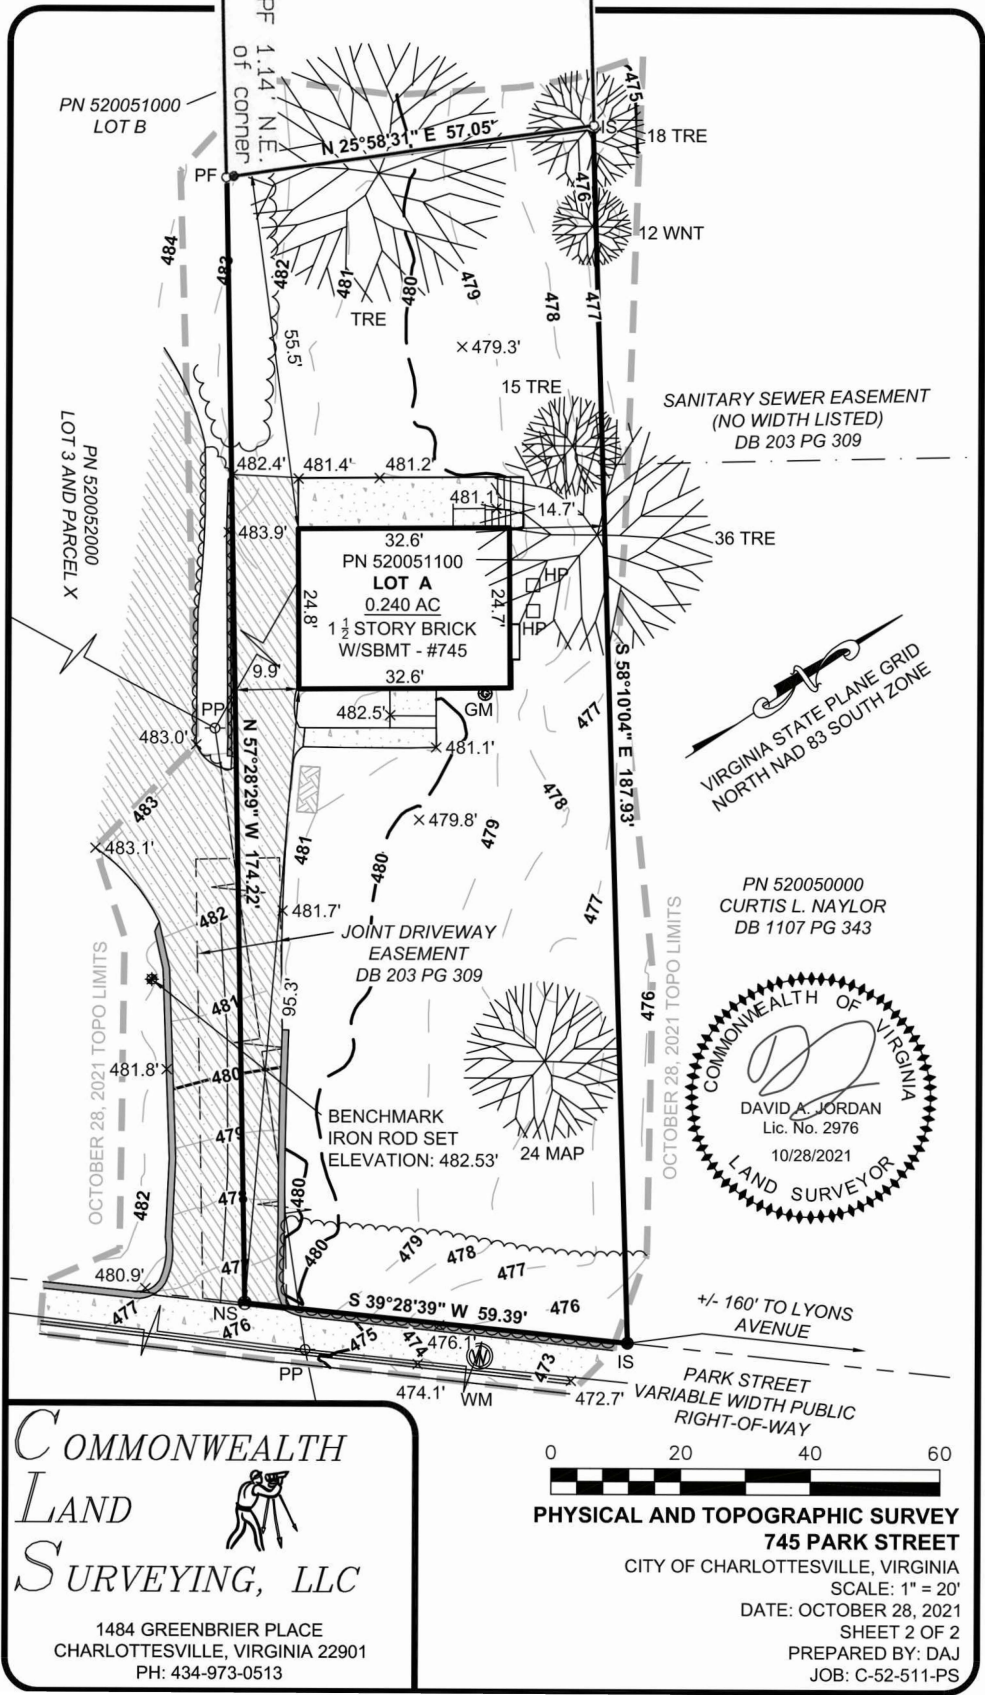 PF 1.14' N.E.
of corner
PN 520051000
LOT B
N 25°58'31" E 57.05'
IS
475
18 TRE
PF
476
12 WNT
484
483
482
481
480
479
478
477
TRE
55.5'
479.3'
15 TRE
SANITARY SEWER EASEMENT
(NO WIDTH LISTED)
DB 203 PG 309
PN 520052000
LOT 3 AND PARCEL X
482.4'
481.4'
481.2'
481.1'
14.7'
483.9'
36 TRE
32.6'
PN 520051100
LOT A
0.240 AC
1 1/2 STORY BRICK
W/SBMT - #745
32.6'
24.8'
24.7'
HP
HP
9.9'
PP
GM
482.5'
483.0'
481.1'
S 58°10'04" E 187.93'
N 57°28'29" W 174.22'
477
478
VIRGINIA STATE PLANE GRID
NORTH NAD 83 SOUTH ZONE
483
479.8'
479
483.1'
481
480
477
PN 520050000
CURTIS L. NAYLOR
DB 1107 PG 343
482
481.7'
JOINT DRIVEWAY
EASEMENT
DB 203 PG 309
OCTOBER 28, 2021 TOPO LIMITS
OCTOBER 28, 2021 TOPO LIMITS
476
481
95.3'
481.8'
480
479
478
477
BENCHMARK
IRON ROD SET
ELEVATION: 482.53'
24 MAP
COMMONWEALTH OF VIRGINIA
DAVID A. JORDAN
Lic. No. 2976
10/28/2021
LAND SURVEYOR
482
480
480
479
478
477
476
480.9'
477
NS
476
S 39°28'39" W 59.39'
475
474
476.1'
473
PP
474.1'
WM
W
472.7'
IS
+/- 160' TO LYONS
AVENUE
PARK STREET
VARIABLE WIDTH PUBLIC
RIGHT-OF-WAY
COMMONWEALTH
LAND
SURVEYING, LLC
1484 GREENBRIER PLACE
CHARLOTTESVILLE, VIRGINIA 22901
PH: 434-973-0513
0 20 40 60
PHYSICAL AND TOPOGRAPHIC SURVEY
745 PARK STREET
CITY OF CHARLOTTESVILLE, VIRGINIA
SCALE: 1" = 20'
DATE: OCTOBER 28, 2021
SHEET 2 OF 2
PREPARED BY: DAJ
JOB: C-52-511-PS